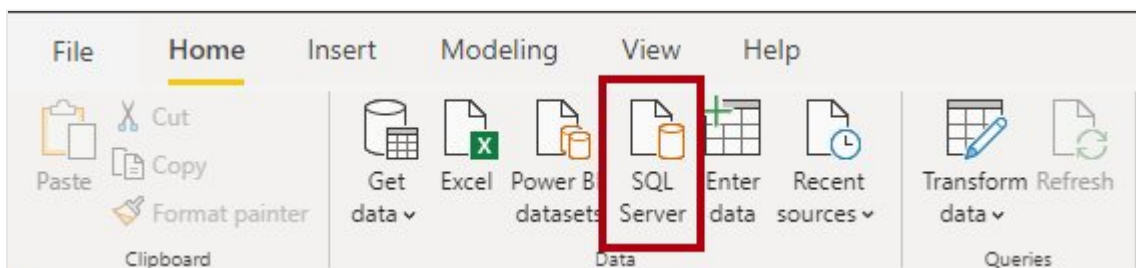 File Home Insert Modeling View Help
Cut
Copy
Format painter
Paste
Clipboard
Get
data
Excel
X
Power B
datasets
SQL
Server
Enter
data
Recent
sources
Data
Transform
data
Refresh
Queries